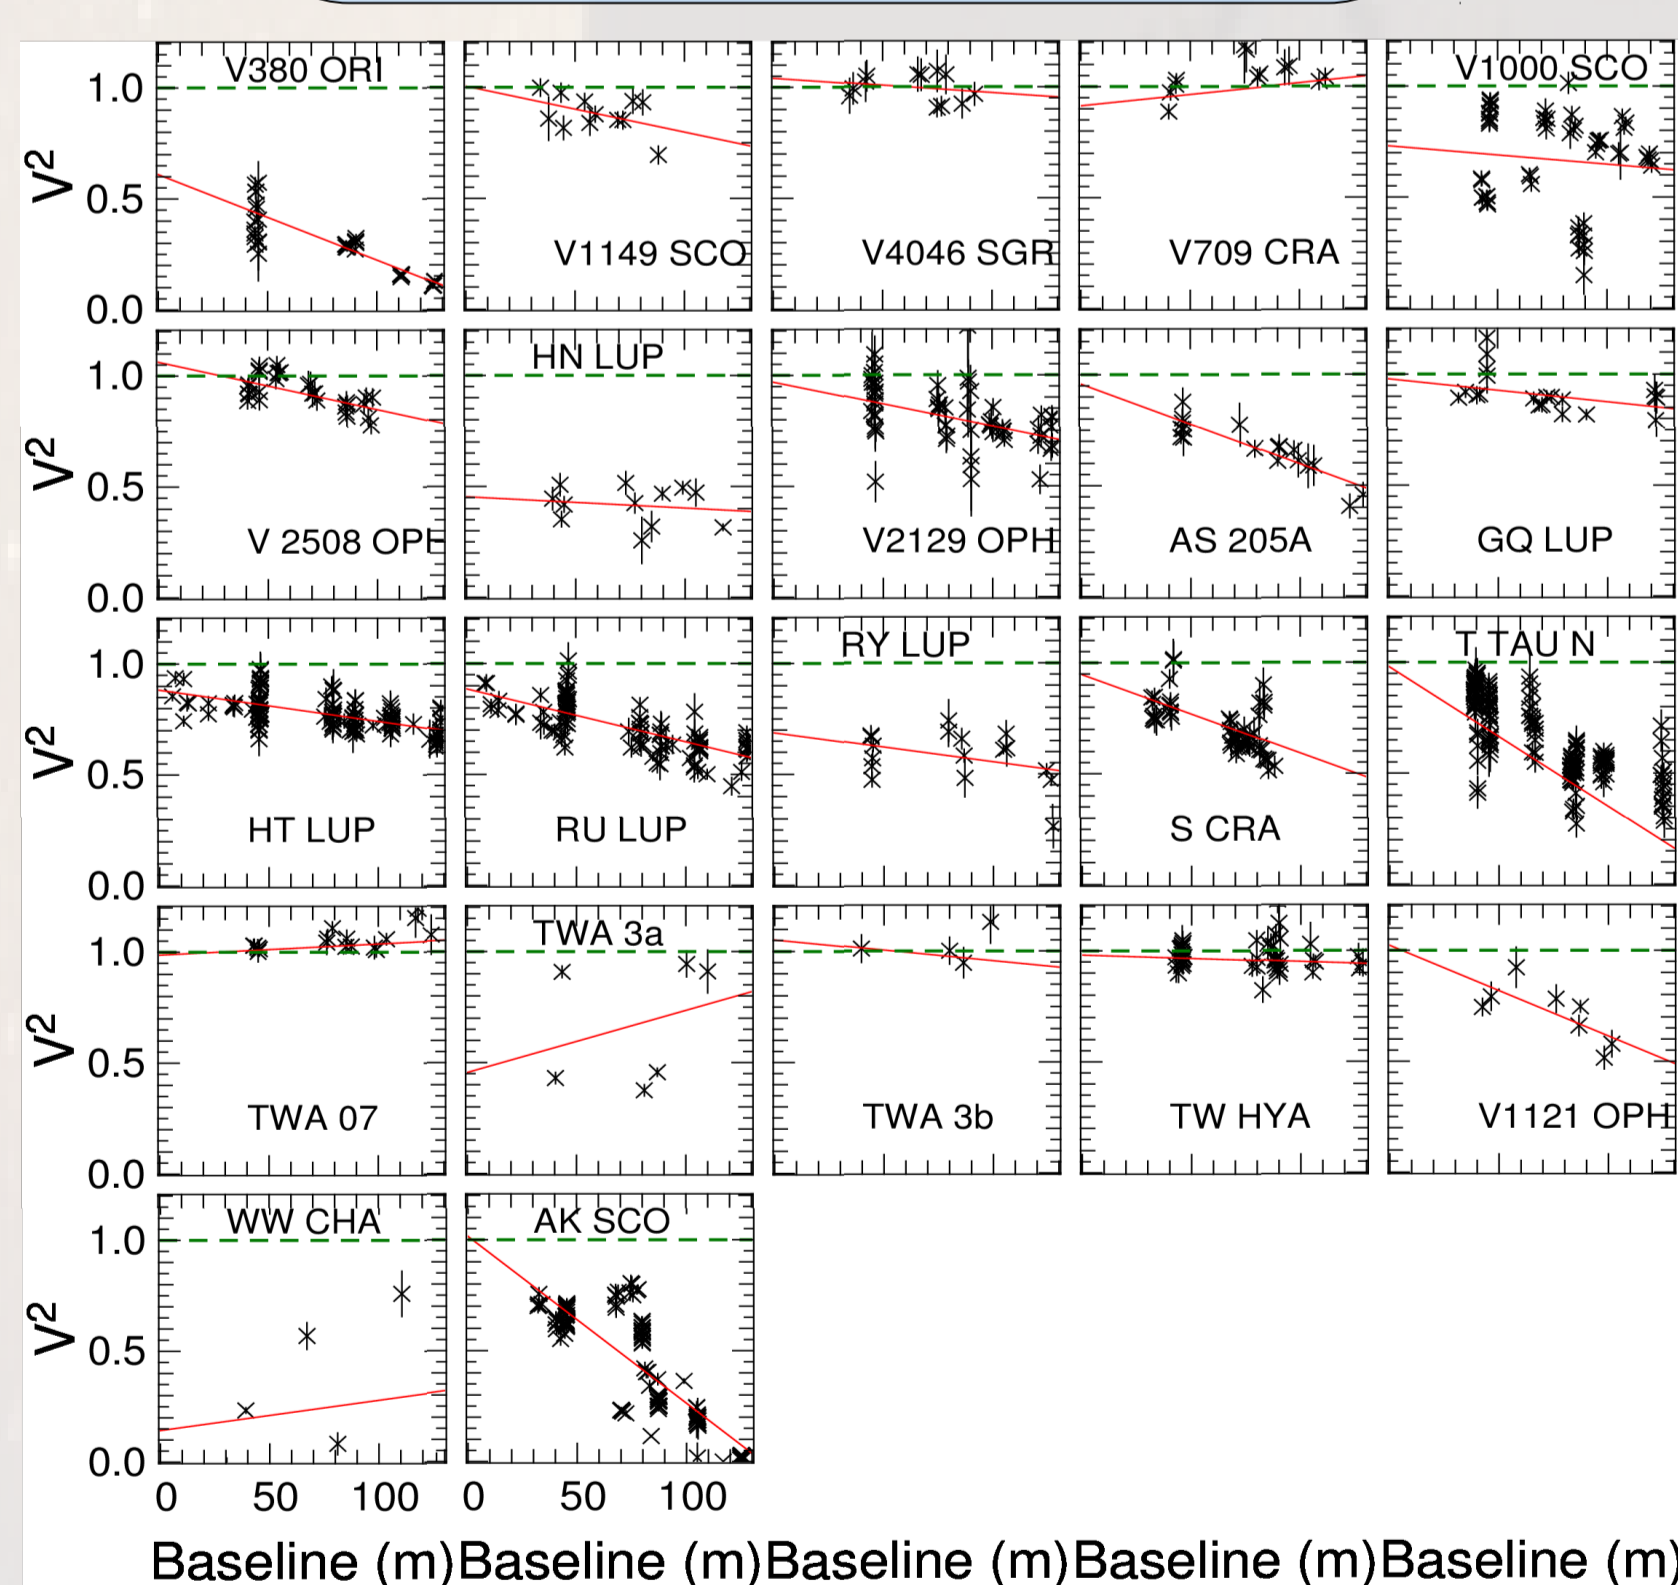 V380 ORI
V1149 SCO
V4046 SGR
V709 CRA
V1000 SCO
V2
1.0
0.5
0.0
V 2508 OPH
HN LUP
V2129 OPH
AS 205A
GQ LUP
V2
1.0
0.5
0.0
HT LUP
RU LUP
RY LUP
S CRA
T TAU N
V2
1.0
0.5
0.0
TWA 07
TWA 3a
TWA 3b
TW HYA
V1121 OPH
V2
1.0
0.5
0.0
WW CHA
AK SCO
V2
1.0
0.5
0.0
0 50 100 0 50 100
Baseline (m) Baseline (m) Baseline (m) Baseline (m) Baseline (m)